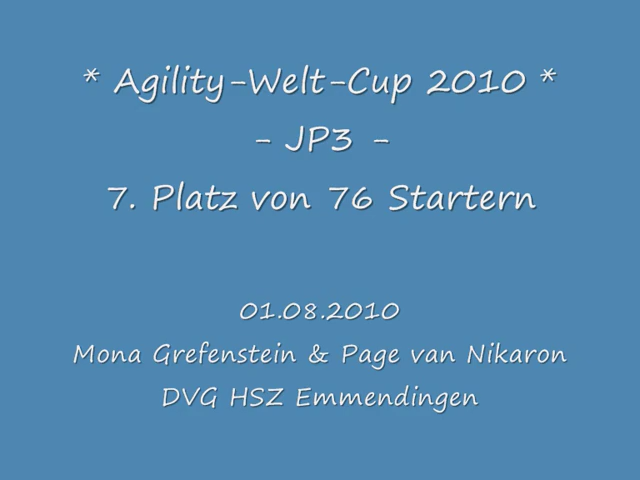 * Agility-Welt-Cup 2010 *
- JP3 -
7. Platz von 76 Startern
01.08.2010
Mona Grefenstein & Page van Nikaron
DVG HSZ Emmendingen